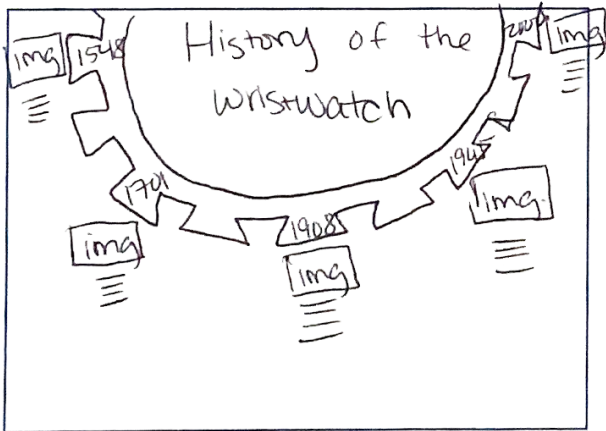 History of the
wristwatch
img
1548
1701
img
1908
img
1945
img.
img